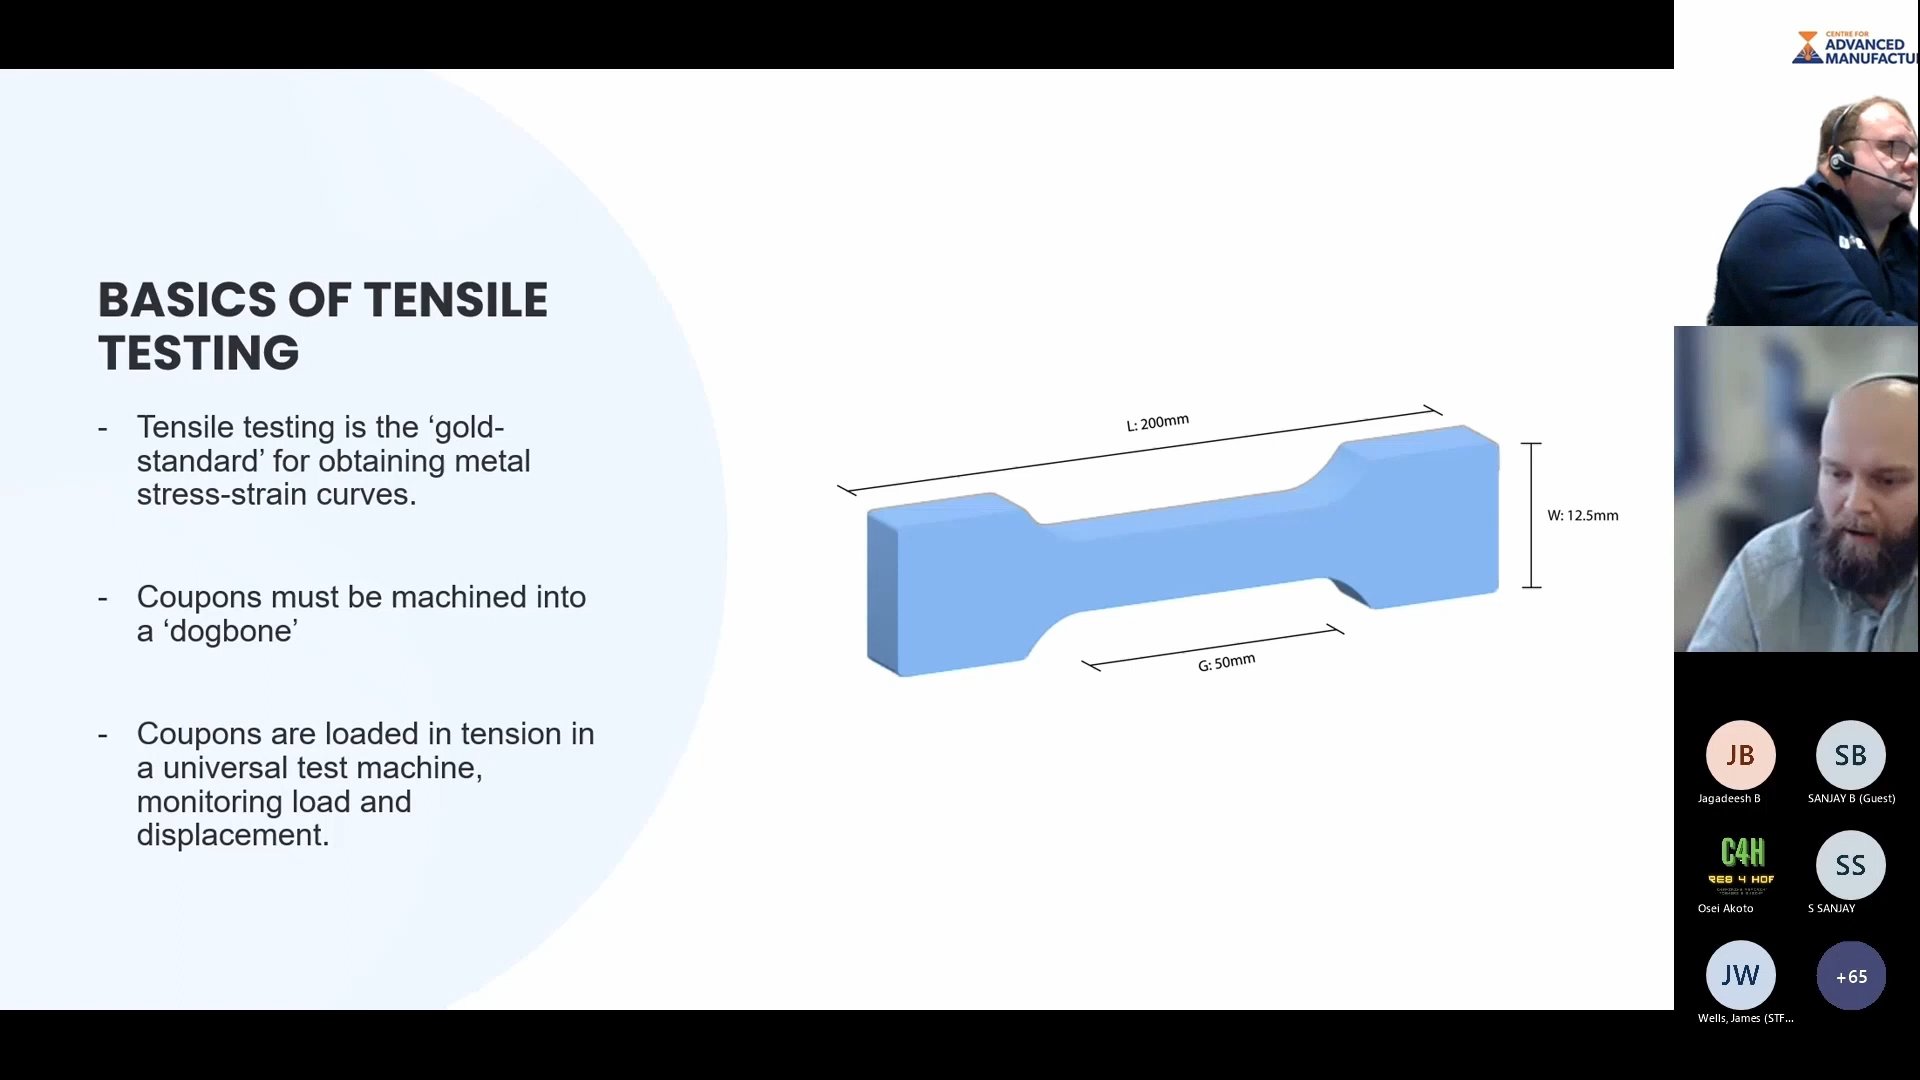 CENTRE FOR
ADVANCED
MANUFACTU
BASICS OF TENSILE
TESTING
- Tensile testing is the ‘gold-
standard’ for obtaining metal
stress-strain curves.
- Coupons must be machined into
a ‘dogbone’
- Coupons are loaded in tension in
a universal test machine,
monitoring load and
displacement.
L: 200mm
W: 12.5mm
G: 50mm
JB
Jagadeesh B
SB
SANJAY B (Guest)
C4H
Osei Akoto
SS
S SANJAY
JW
Wells, James (STF...
+65